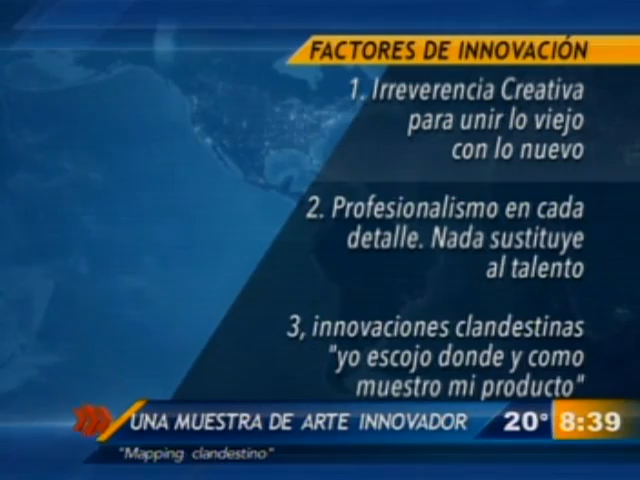 FACTORES DE INNOVACIÓN
1. Irreverencia Creativa
para unir lo viejo
con lo nuevo
2. Profesionalismo en cada
detalle. Nada sustituye
al talento
3, innovaciones clandestinas
"yo escojo donde y como
muestro mi producto"
UNA MUESTRA DE ARTE INNOVADOR 20° 8:39
"Mapping clandestino"